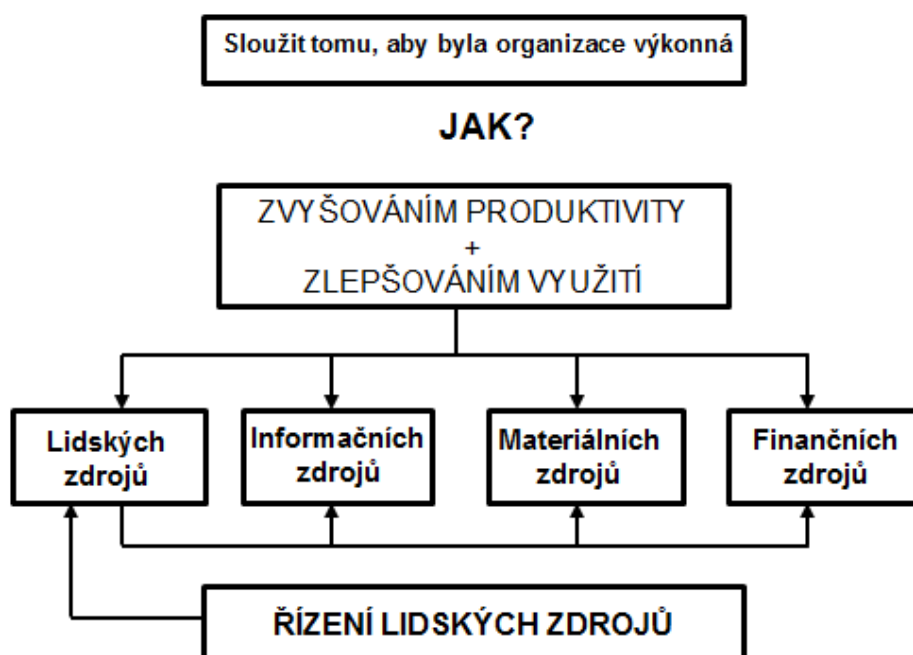 Sloužit tomu, aby byla organizace výkonná
JAK?
ZVYŠOVÁNÍM PRODUKTIVITY
+
ZLEPŠOVÁNÍM VYUŽITÍ
Lidských
zdrojů
Informačních
zdrojů
Materiálních
zdrojů
Finančních
zdrojů
ŘÍZENÍ LIDSKÝCH ZDROJŮ